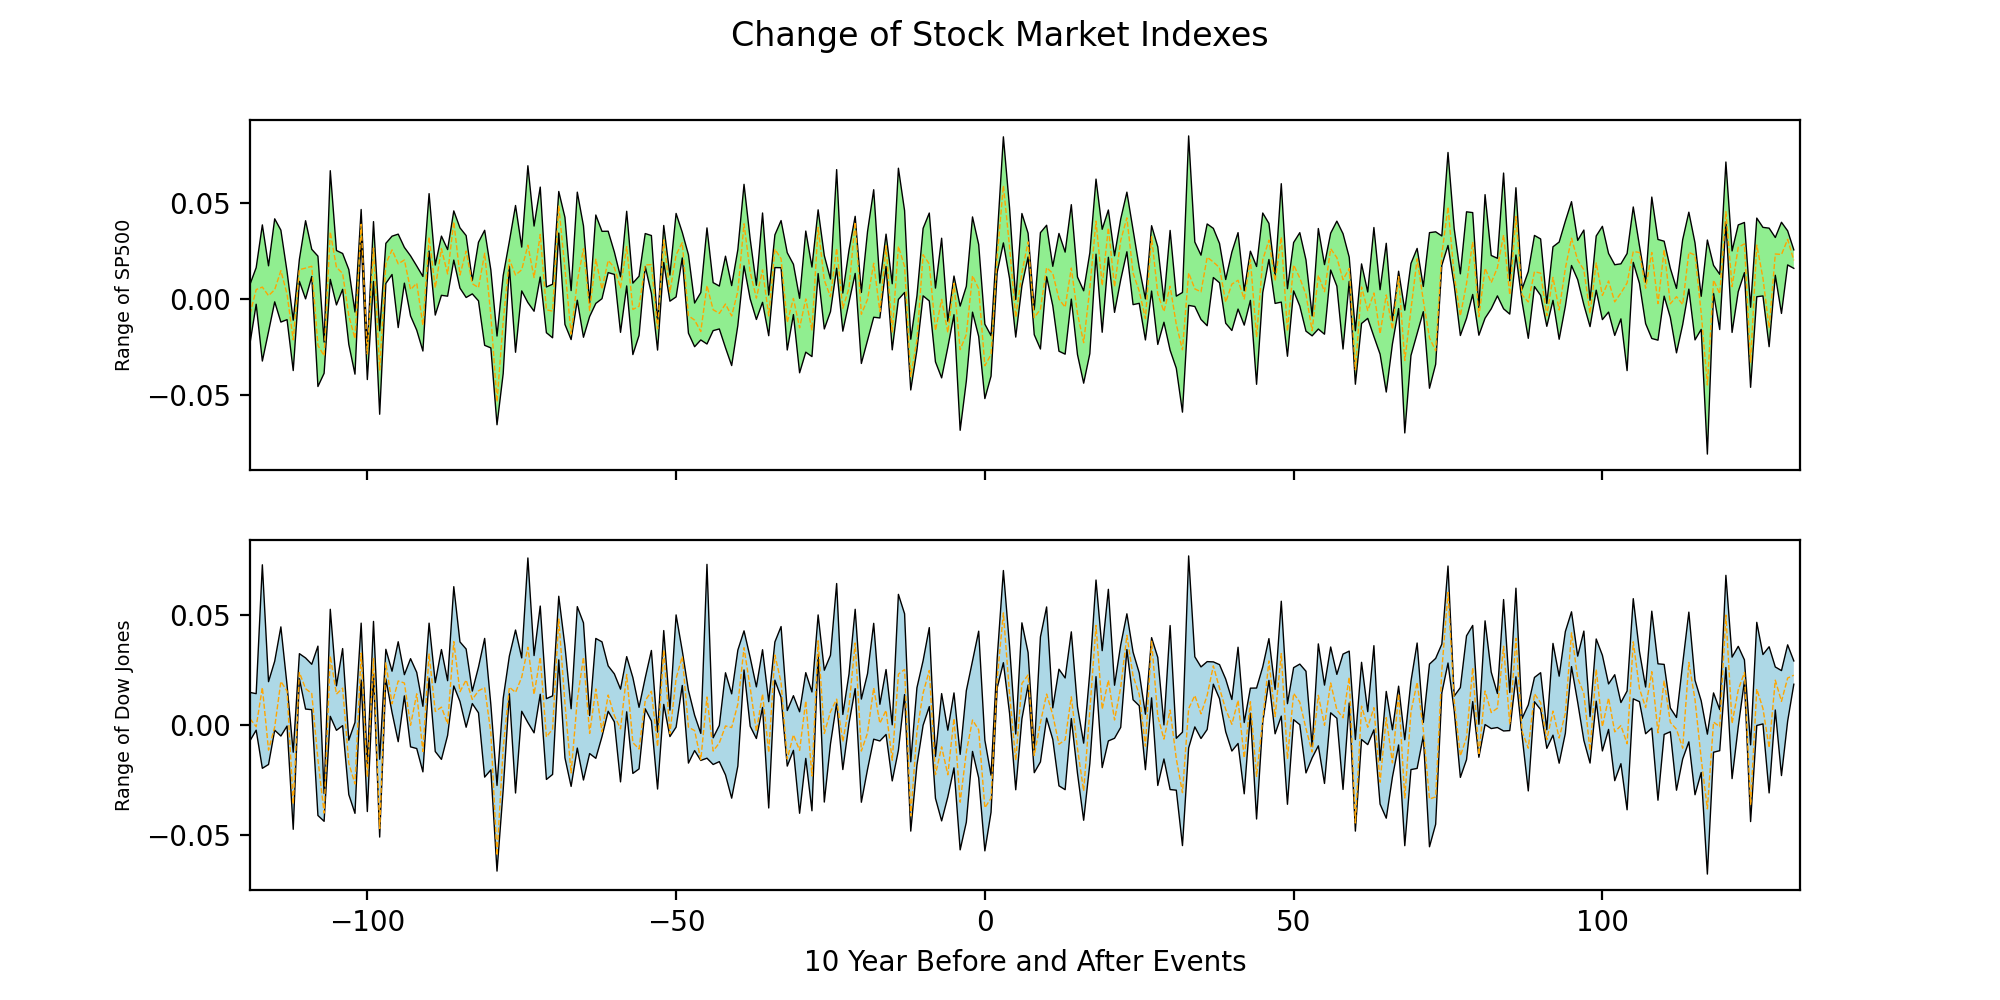 Change of Stock Market Indexes
Range of SP500
0.05
0.00
−0.05
Range of Dow Jones
0.05
0.00
−0.05
−100 −50 0 50 100
10 Year Before and After Events